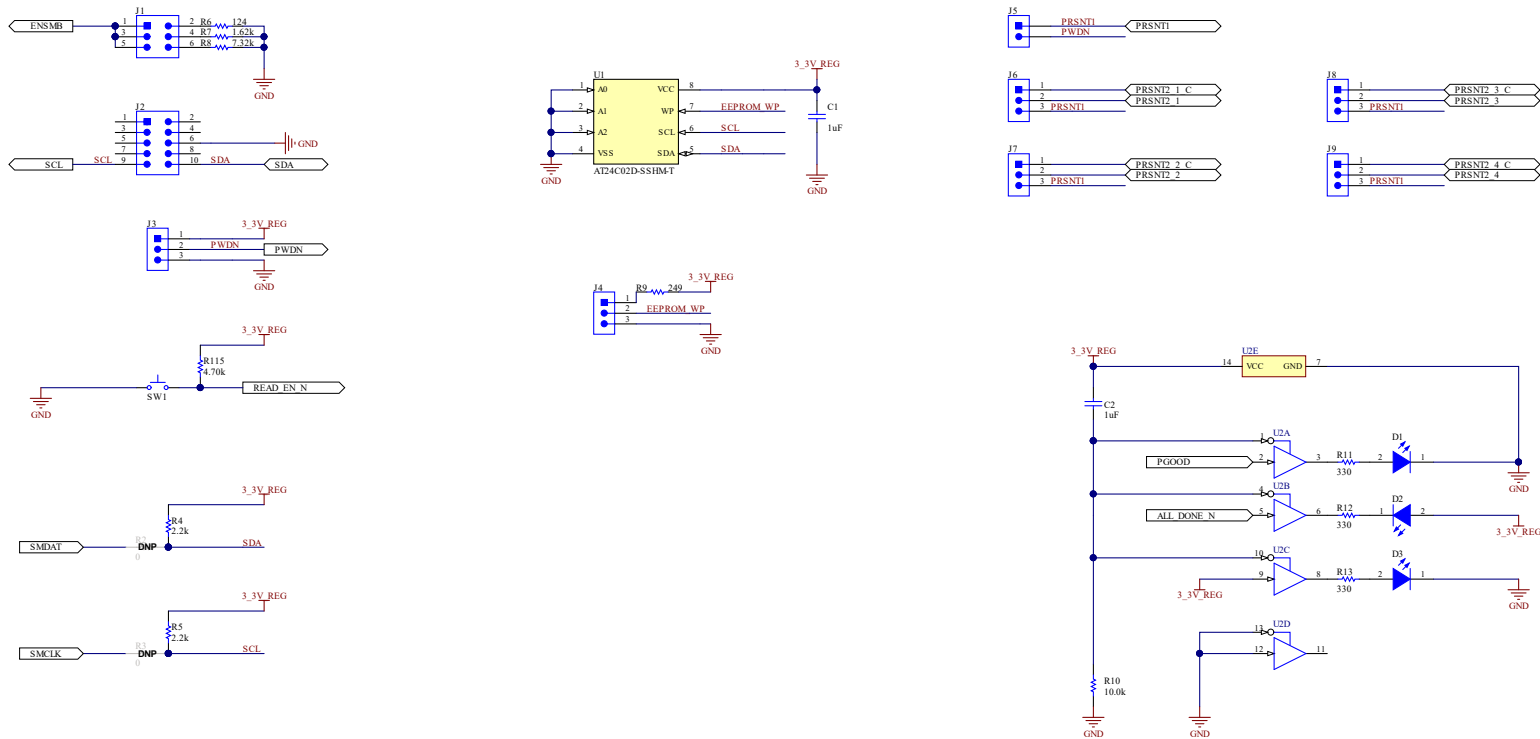 J1
ENSMB
1 2 R6 124
3 4 R7 1.62k
5 6 R8 7.32k
GND
J2
1 2
3 4
5 6 GND
7 8
SCL SCL 9 10 SDA SDA
J3
3_3V_REG
1
2 PWDN PWDN
3
GND
3_3V_REG
R115
4.70k
READ_EN_N
SW1
GND
3_3V_REG
R4
2.2k
SMDAT R2 DNP SDA
0
3_3V_REG
R5
2.2k
SMCLK R3 DNP SCL
0
3_3V_REG
U1
1 A0 VCC 8
C1
1uF
2 A1 WP 7 EEPROM_WP
3 A2 SCL 6 SCL
4 VSS SDA 5 SDA
AT24C02D-SSHM-T
GND
GND
3_3V_REG
J4 R9 249
1
2 EEPROM_WP
3
GND
J5
1 PRSNT1 PRSNT1
2 PWDN
J6
1 PRSNT2_1_C
2 PRSNT2_1
3 PRSNT1
J8
1 PRSNT2_3_C
2 PRSNT2_3
3 PRSNT1
J7
1 PRSNT2_2_C
2 PRSNT2_2
3 PRSNT1
J9
1 PRSNT2_4_C
2 PRSNT2_4
3 PRSNT1
3_3V_REG
U2E
14 VCC GND 7
C2
1uF
U2A
1
PGOOD 2 3 R11 2 D1 1
330
GND
U2B
4
ALL_DONE_N 5 6 R12 1 D2 2
330
3_3V_REG
U2C
10
9 8 R13 2 D3 1
330
3_3V_REG
GND
U2D
13
12 11
R10
10.0k
GND
GND